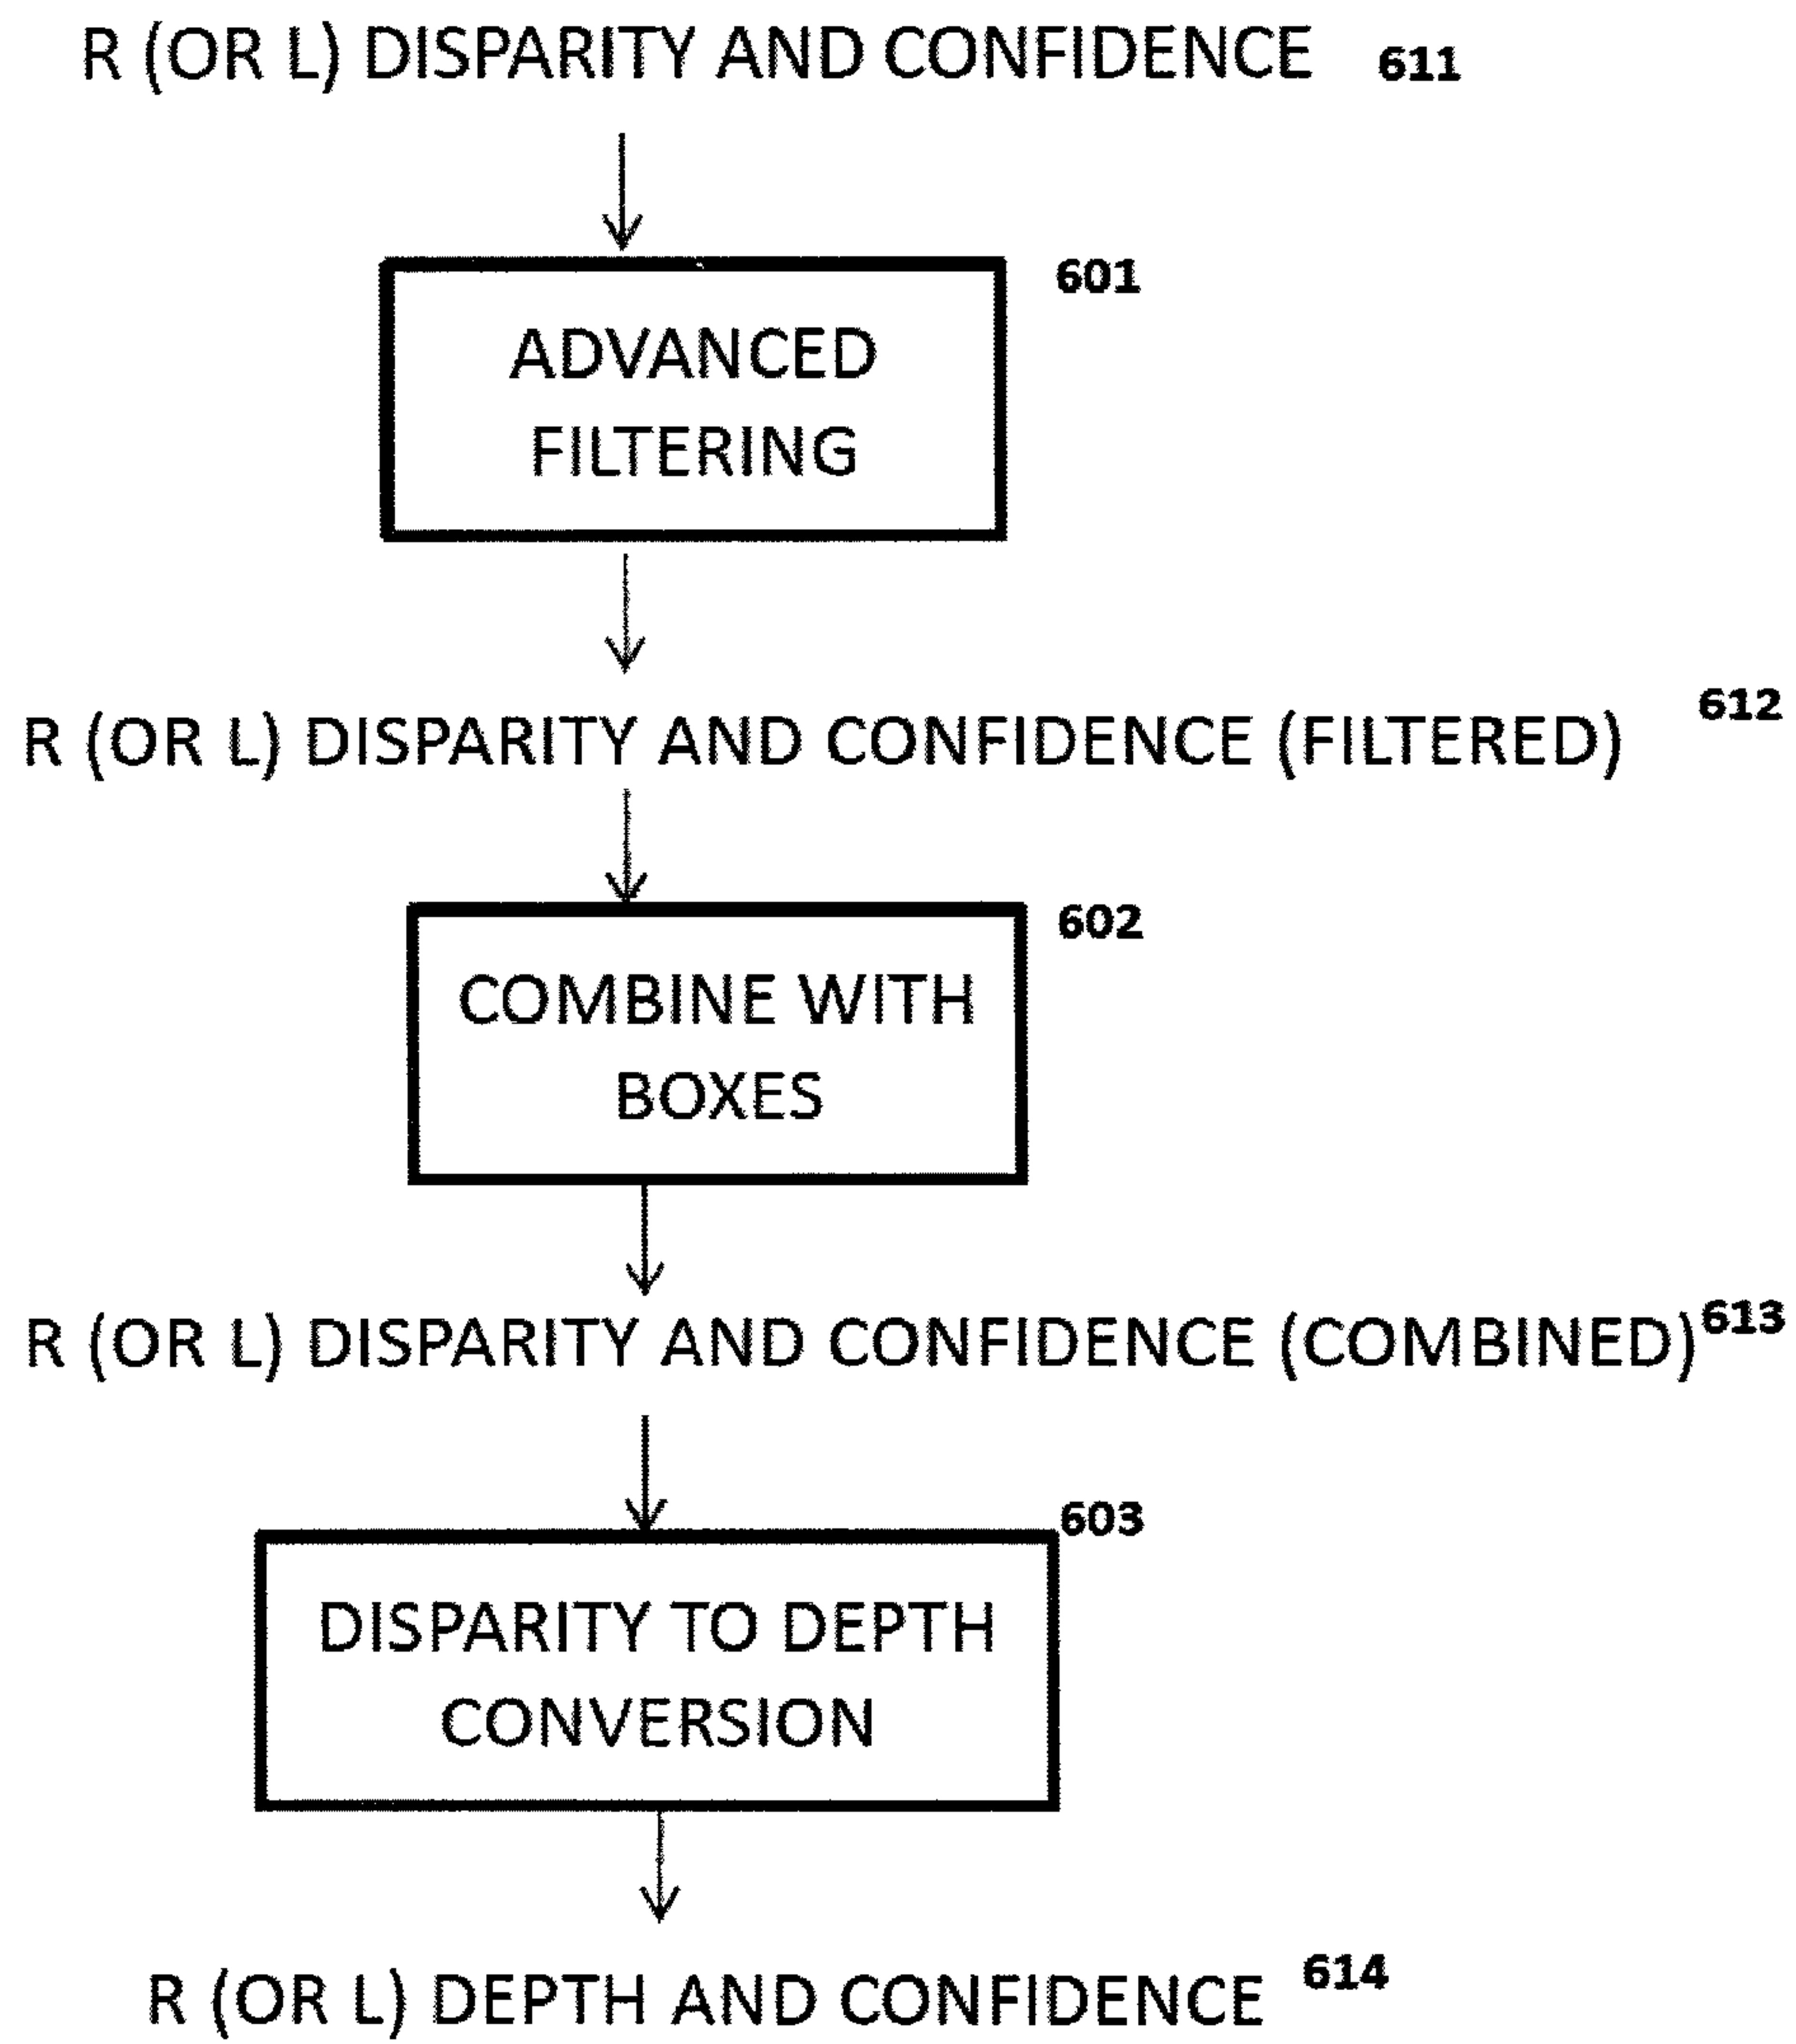 R (OR L) DISPARITY AND CONFIDENCE 611
601
ADVANCED
FILTERING
R (OR L) DISPARITY AND CONFIDENCE (FILTERED) 612
602
COMBINE WITH
BOXES
R (OR L) DISPARITY AND CONFIDENCE (COMBINED) 613
603
DISPARITY TO DEPTH
CONVERSION
R (OR L) DEPTH AND CONFIDENCE 614